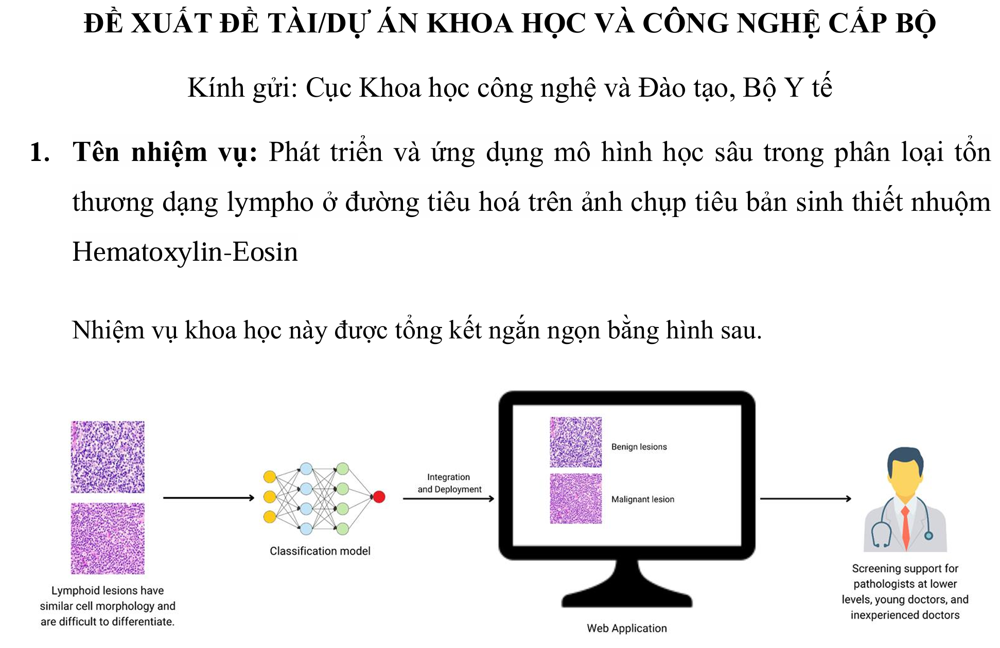 ĐỀ XUẤT ĐỀ TÀI/DỰ ÁN KHOA HỌC VÀ CÔNG NGHỆ CẤP BỘ
Kính gửi: Cục Khoa học công nghệ và Đào tạo, Bộ Y tế
1. Tên nhiệm vụ: Phát triển và ứng dụng mô hình học sâu trong phân loại tổn
thương dạng lympho ở đường tiêu hoá trên ảnh chụp tiêu bản sinh thiết nhuộm
Hematoxylin-Eosin
Nhiệm vụ khoa học này được tổng kết ngắn ngọn bằng hình sau.
Lymphoid lesions have
similar cell morphology and
are difficult to differentiate.
Classification model
Integration
and Deployment
Benign lesions
Malignant lesion
Web Application
Screening support for
pathologists at lower
levels, young doctors, and
inexperienced doctors